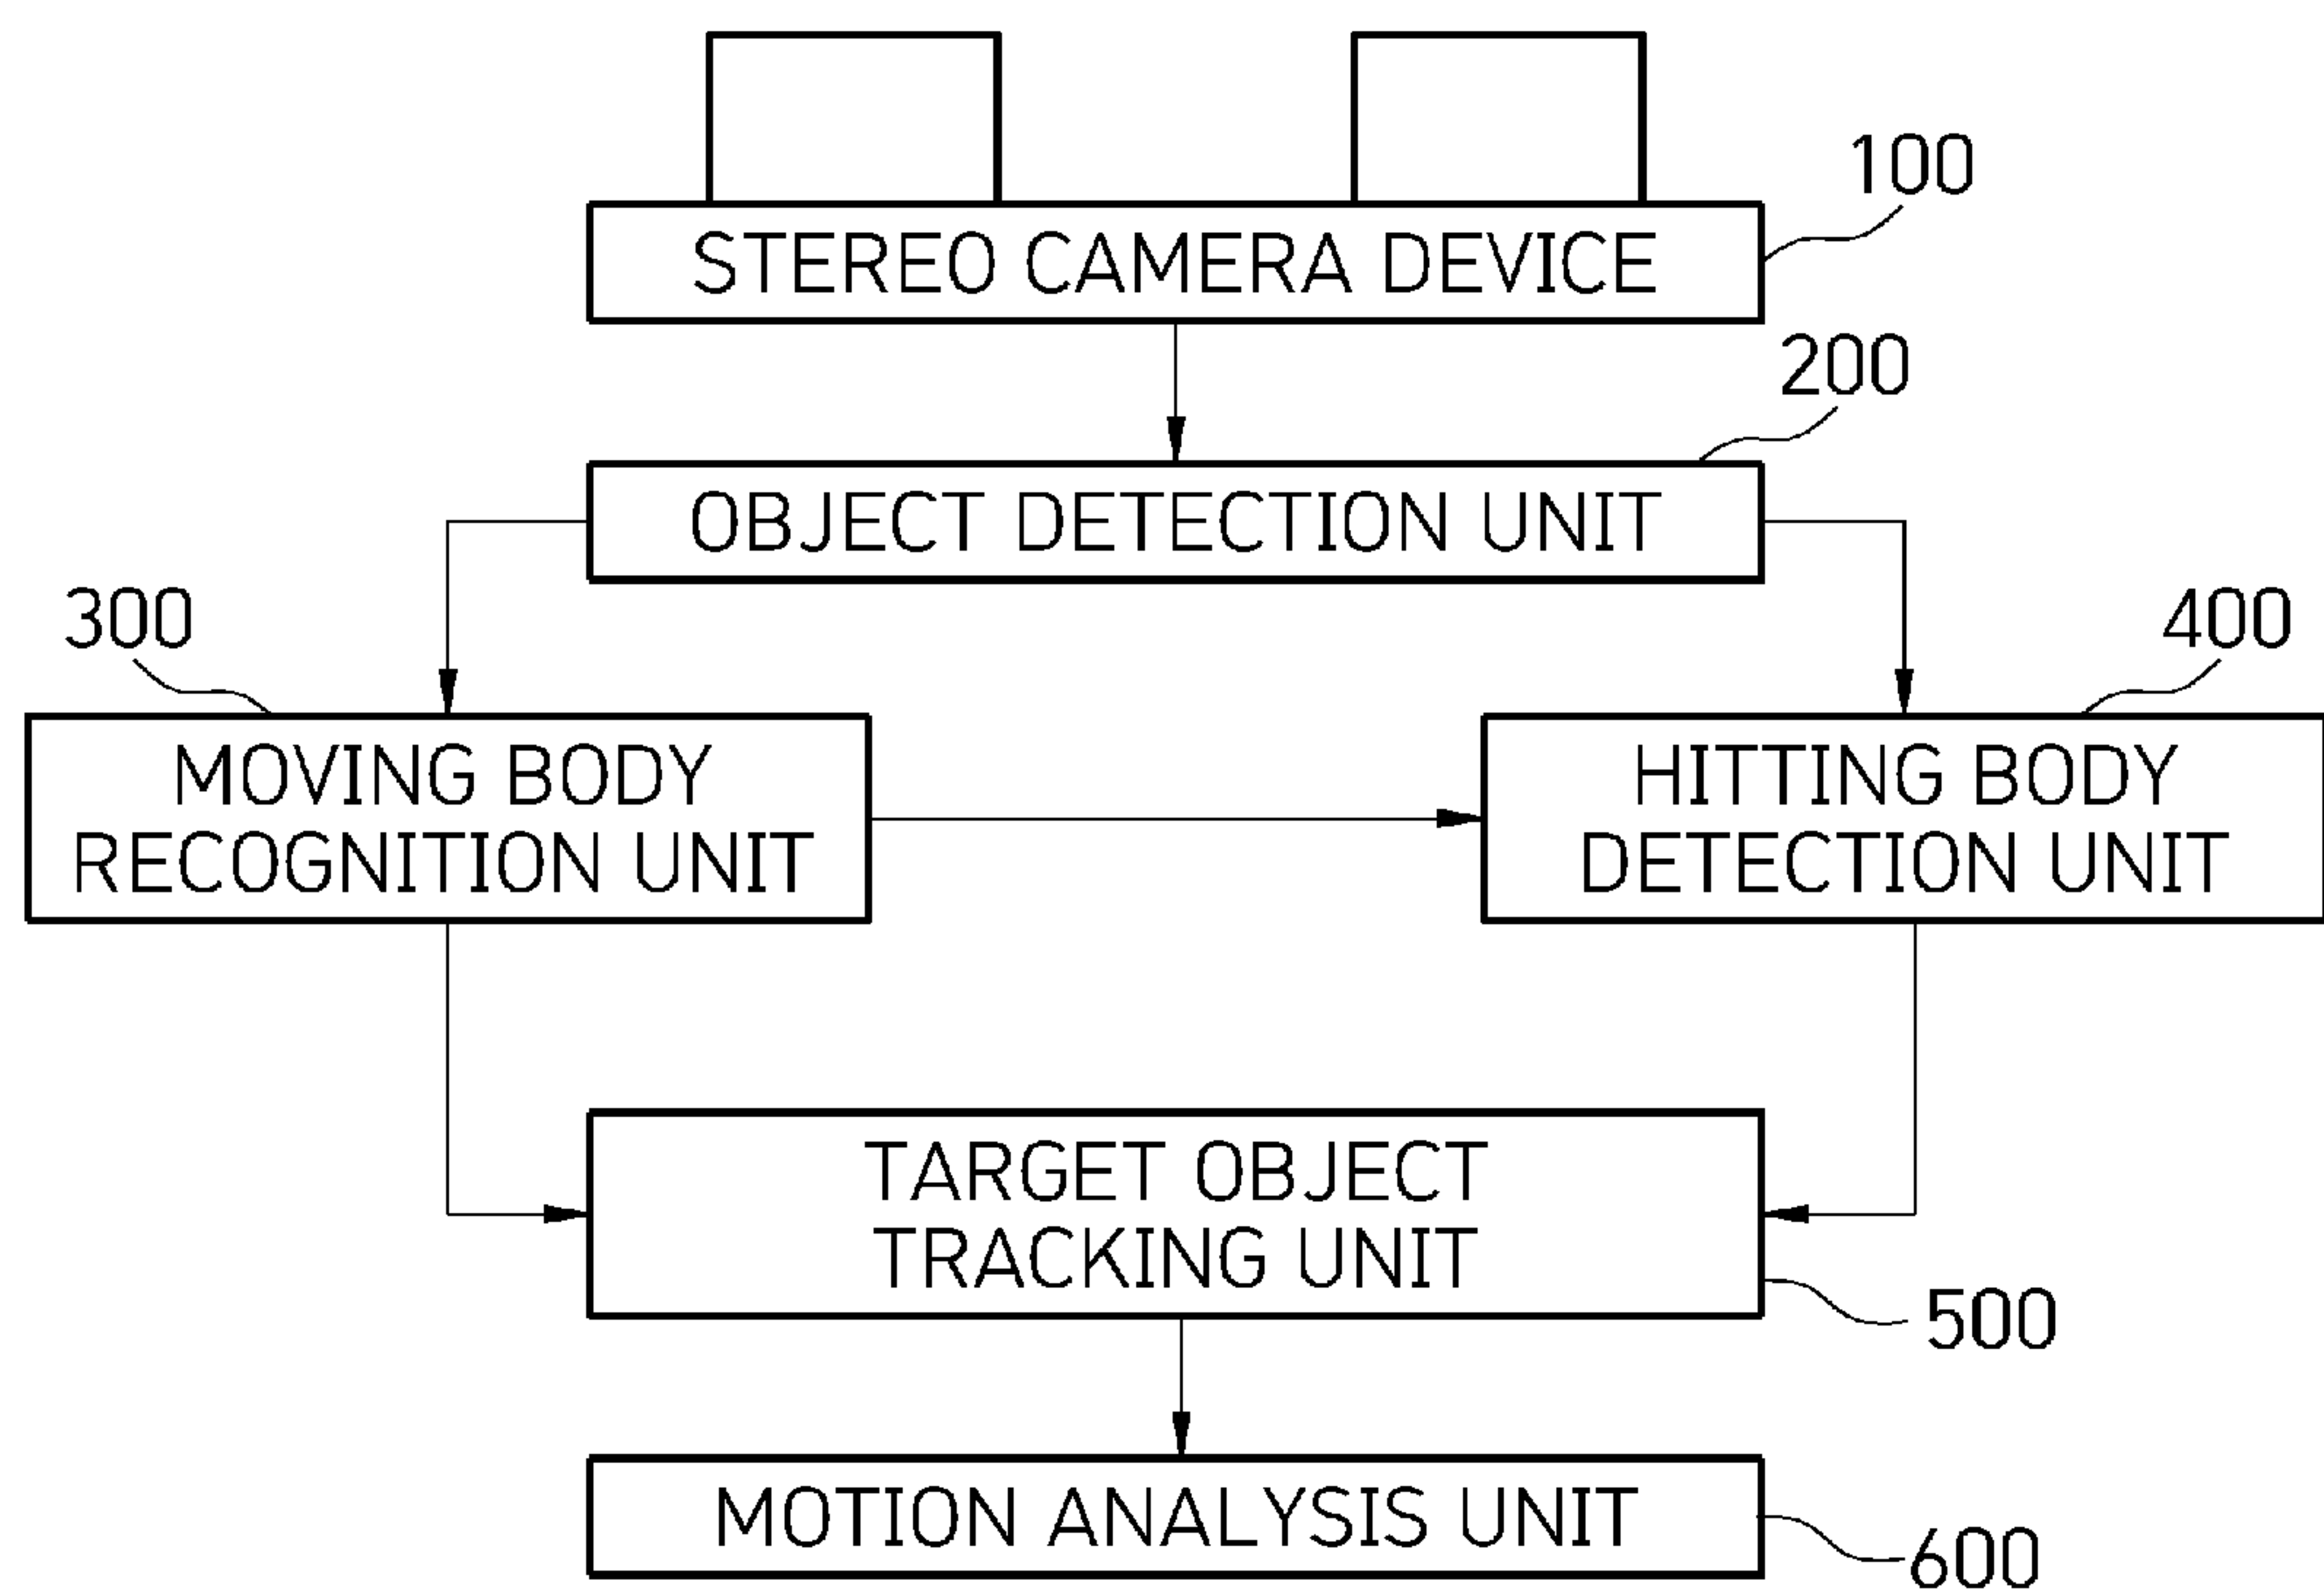 100
STEREO CAMERA DEVICE
200
OBJECT DETECTION UNIT
300
400
MOVING BODY
RECOGNITION UNIT
HITTING BODY
DETECTION UNIT
TARGET OBJECT
TRACKING UNIT
500
MOTION ANALYSIS UNIT
600